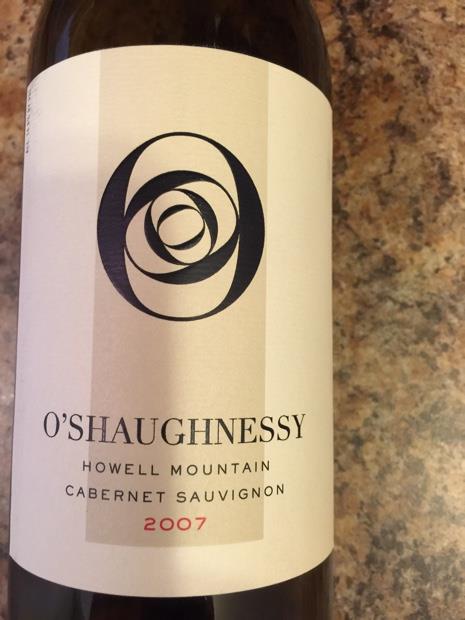 O'SHAUGHNESSY
HOWELL MOUNTAIN
CABERNET SAUVIGNON
2007